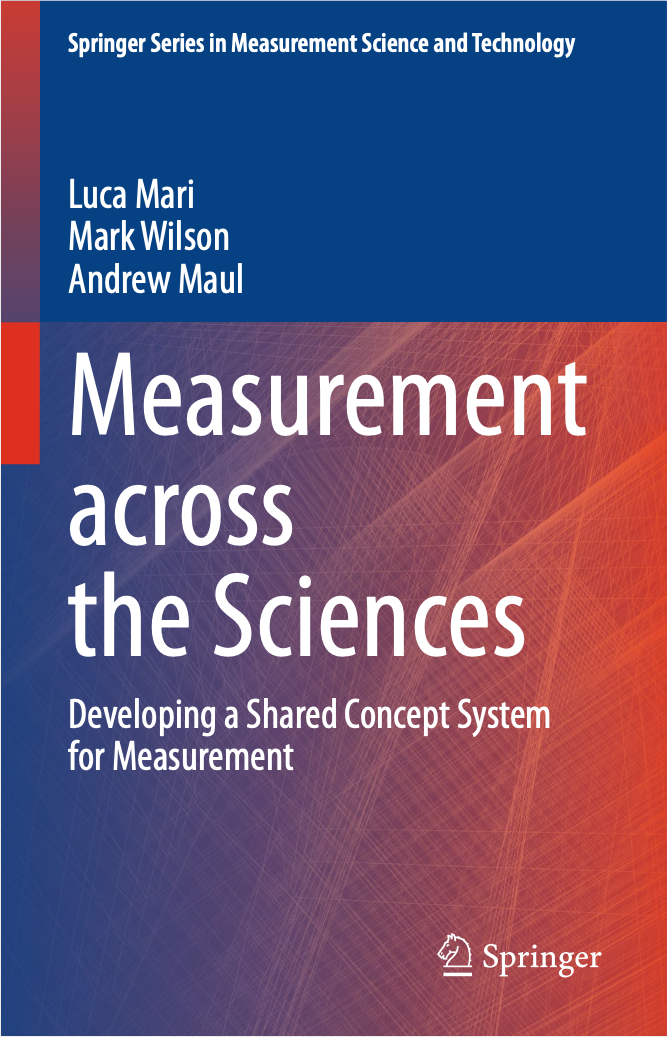 Springer Series in Measurement Science and Technology
Luca Mari
Mark Wilson
Andrew Maul
Measurement
across
the Sciences
Developing a Shared Concept System
for Measurement
Springer